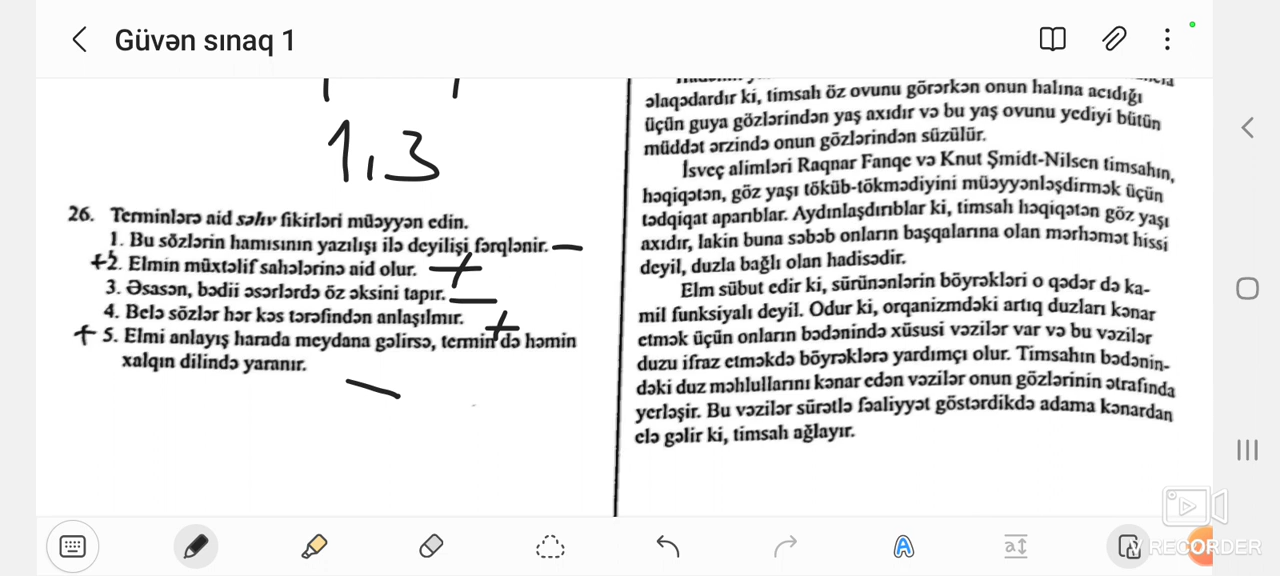 Güvən sınaq 1
1,3
26. Terminlərə aid səhv fikirləri müəyyən edin.
1. Bu sözlərin hamısının yazılışı ilə deyilişi fərqlənir. —
+2. Elmin müxtəlif sahələrinə aid olur. +
3. Əsasən, bədii əsərlərdə öz əksini tapır. —
4. Belə sözlər hər kəs tərəfindən anlaşılmır. +
+ 5. Elmi anlayış harada meydana gəlirsə, termin də həmin
xalqın dilində yaranır. —
əlaqədardır ki, timsah öz ovunu görərkən onun halına acıdığı
üçün guya gözlərindən yaş axıdır və bu yaş ovunu yediyi bütün
müddət ərzində onun gözlərindən süzülür.
İsveç alimləri Raqnar Fanqe və Knut Şmidt-Nilsen timsahın,
həqiqətən, göz yaşı töküb-tökmədiyini müəyyənləşdirmək üçün
tədqiqat aparıblar. Aydınlaşdırıblar ki, timsah həqiqətən göz yaşı
axıdır, lakin buna səbəb onların başqalarına olan mərhəmət hissi
deyil, duzla bağlı olan hadisədir.
Elm sübut edir ki, sürünənlərin böyrəkləri o qədər də ka-
mil funksiyalı deyil. Odur ki, orqanizmdəki artıq duzları kənar
etmək üçün onların bədənində xüsusi vəzilər var və bu vəzilər
duzu ifraz etməkdə böyrəklərə yardımçı olur. Timsahın bədənin-
dəki duz məhlullarını kənar edən vəzilər onun gözlərinin ətrafında
yerləşir. Bu vəzilər sürətlə fəaliyyət göstərdikdə adama kənardan
elə gəlir ki, timsah ağlayır.
A
a
V RECORDER